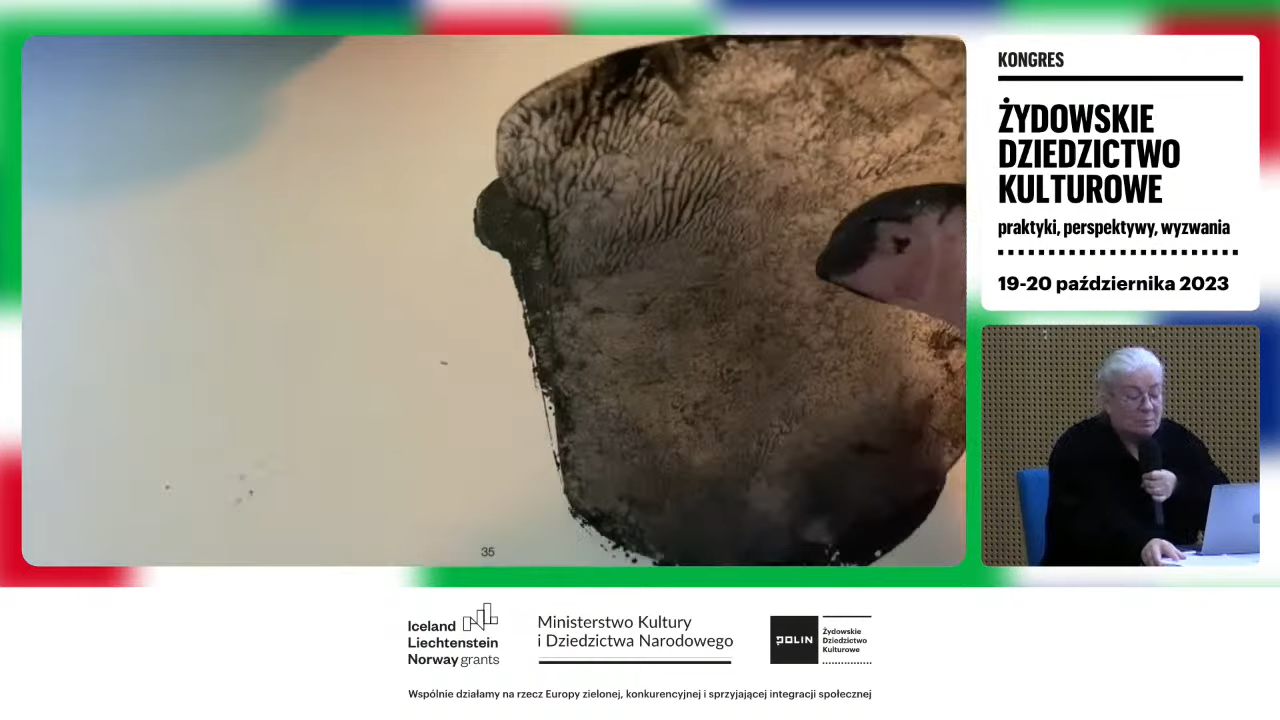 KONGRES
ŻYDOWSKIE
DZIEDZICTWO
KULTUROWE
praktyki, perspektywy, wyzwania
19-20 października 2023
35
Iceland
Liechtenstein
Norway grants
Ministerstwo Kultury
i Dziedzictwa Narodowego
POLIN
Żydowskie
Dziedzictwo
Kulturowe
Wspólnie działamy na rzecz Europy zielonej, konkurencyjnej i sprzyjającej integracji społecznej